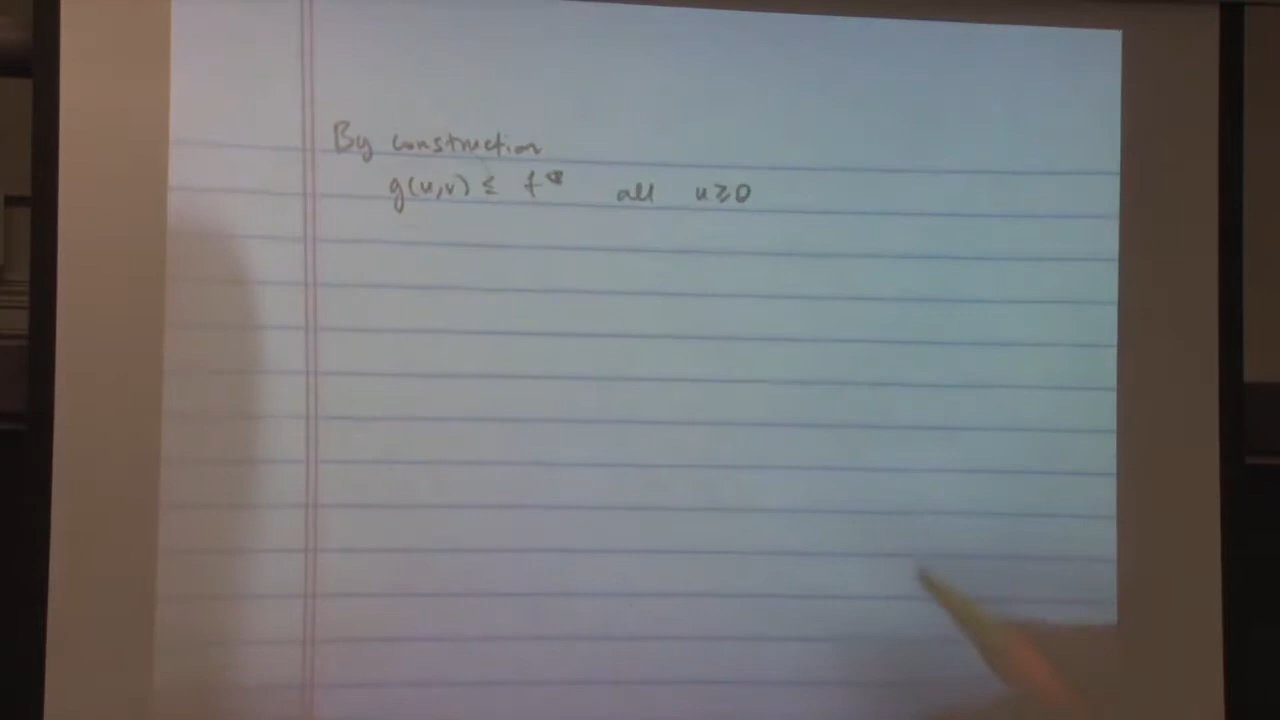 By construction
g(u,v) ≤ f* all u≥0